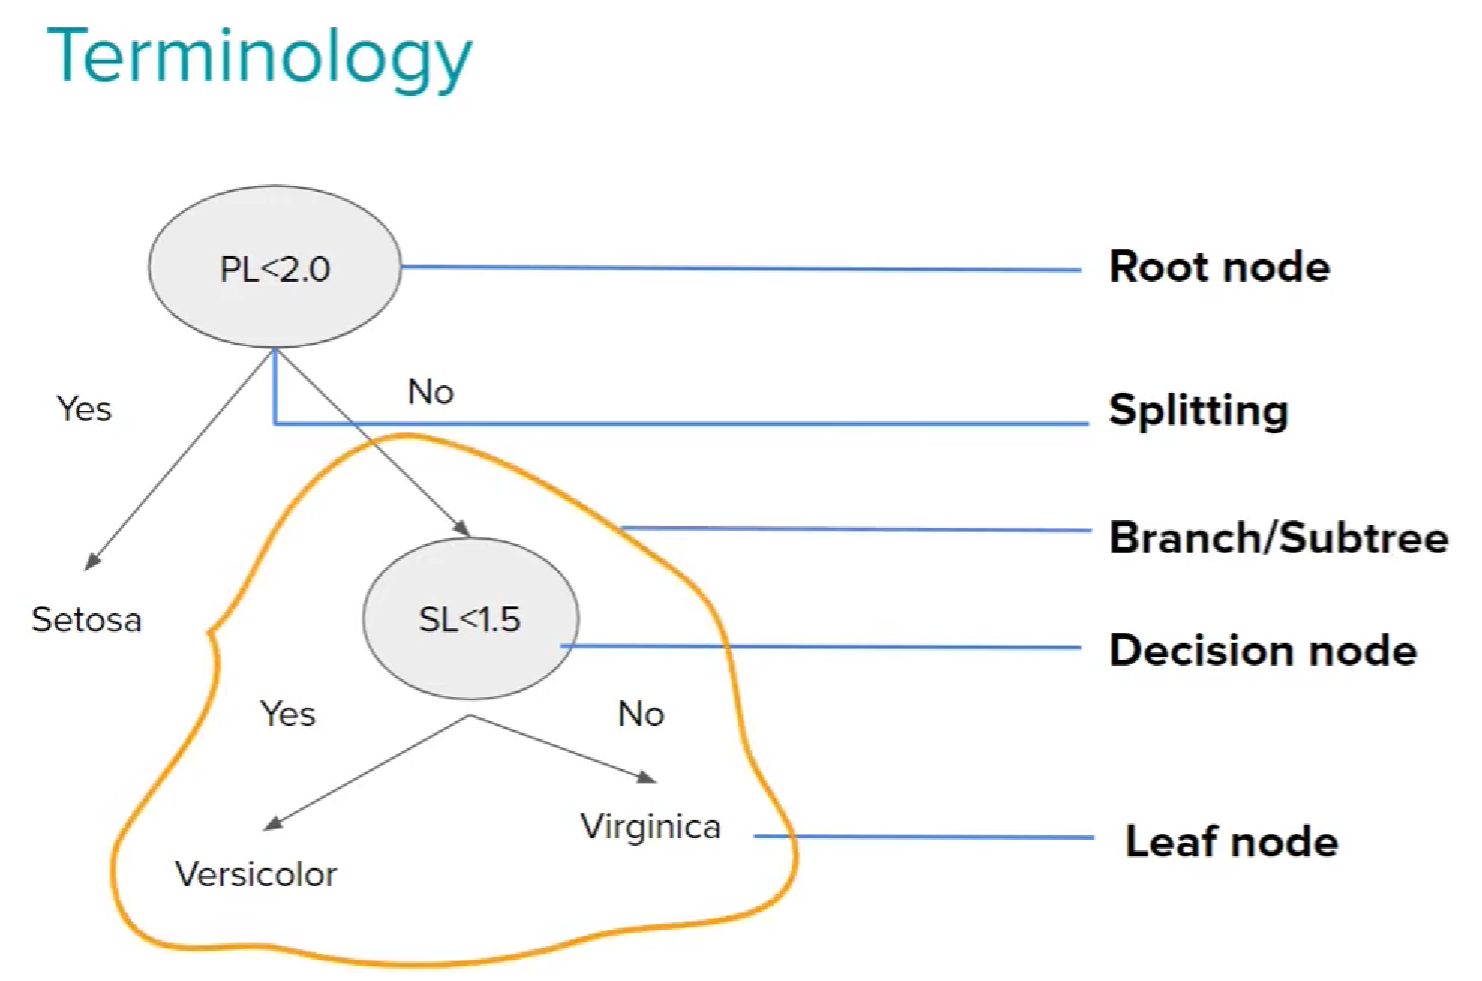 Terminology
PL<2.0
Root node
Yes
No
Splitting
Branch/Subtree
Setosa
SL<1.5
Decision node
Yes
No
Virginica
Leaf node
Versicolor